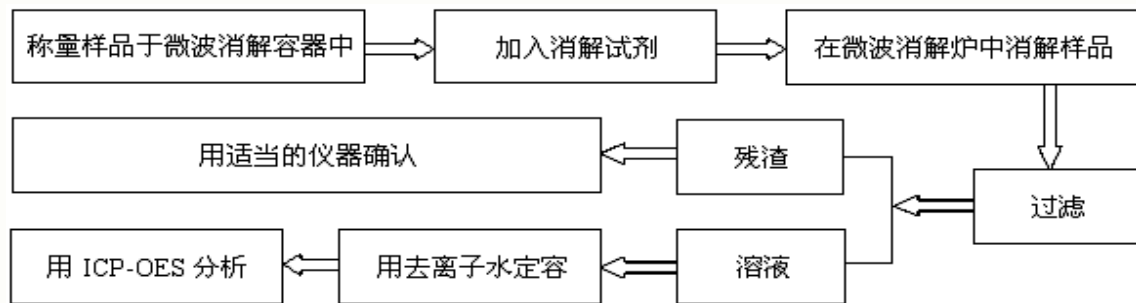 称量样品于微波消解容器中
加入消解试剂
在微波消解炉中消解样品
用适当的仪器确认
残渣
过滤
用 ICP-OES 分析
用去离子水定容
溶液